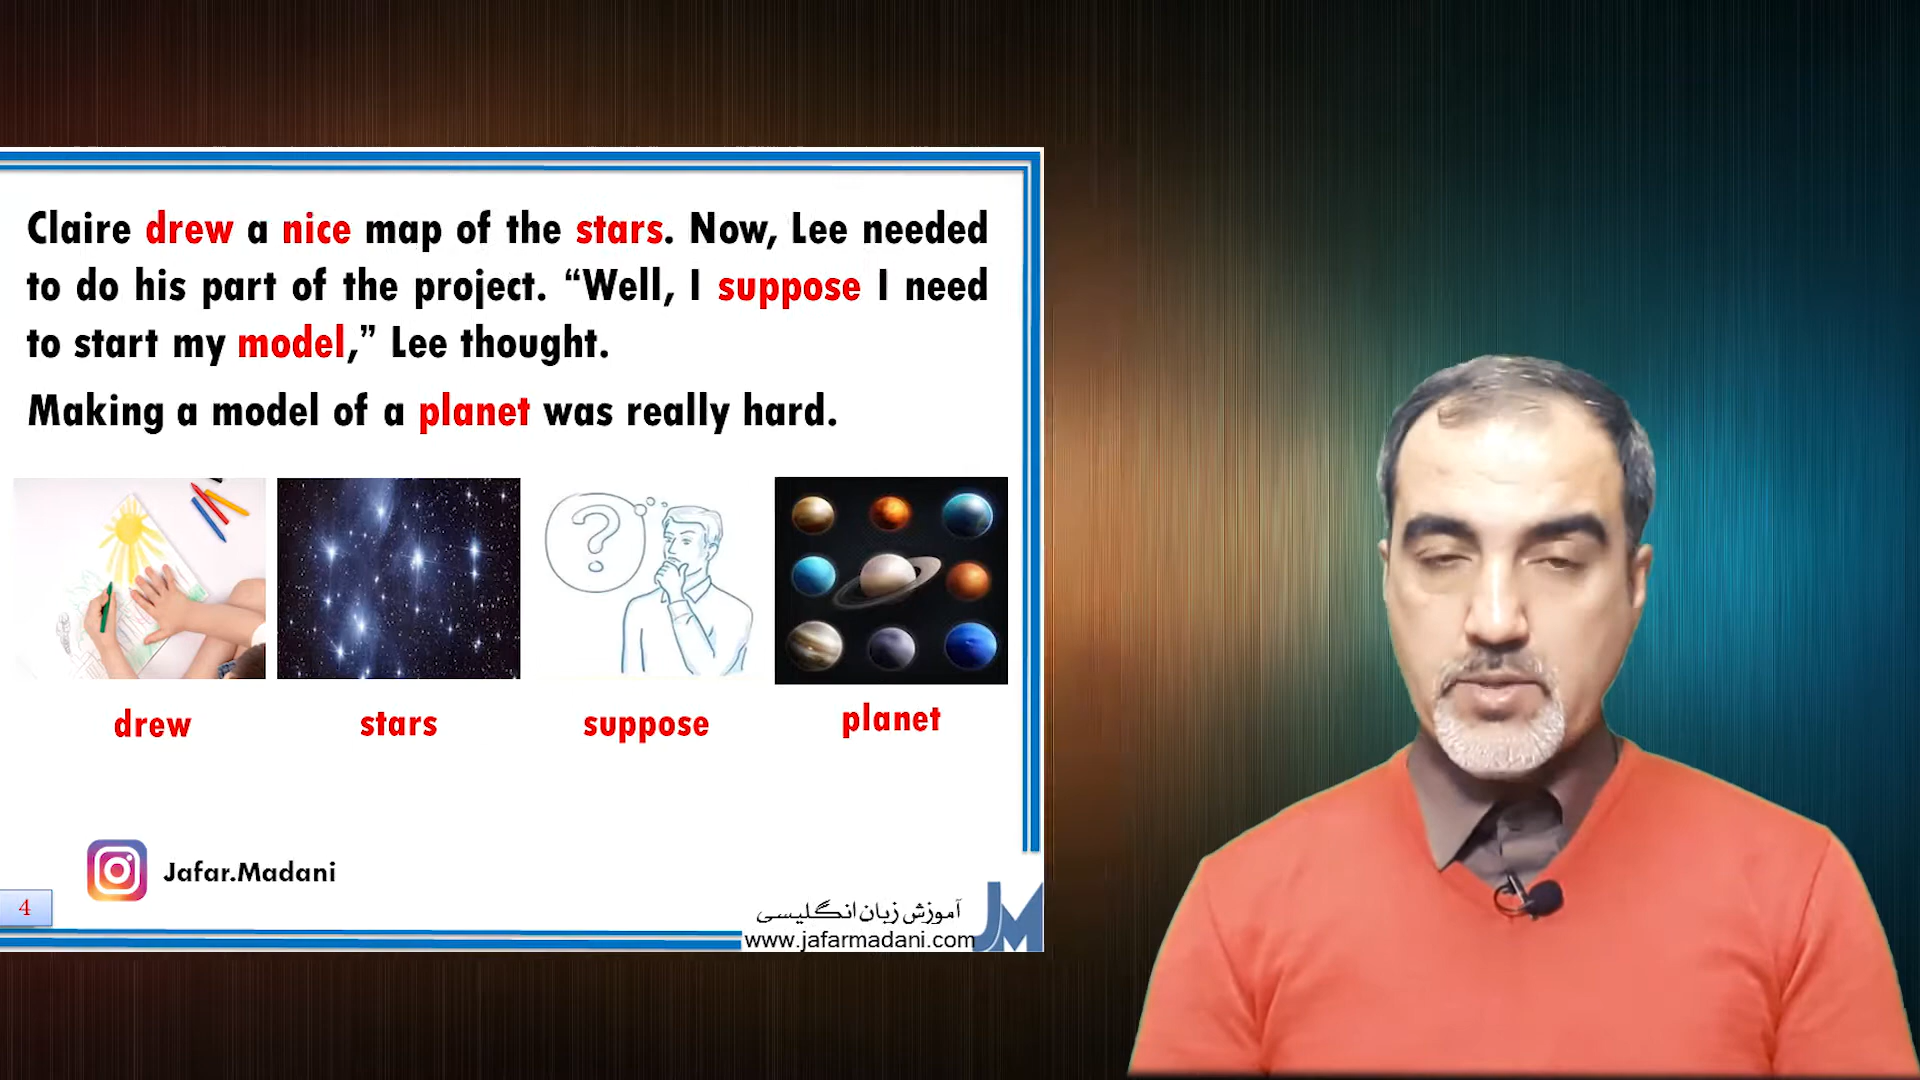 Claire drew a nice map of the stars. Now, Lee needed
to do his part of the project. “Well, I suppose I need
to start my model,” Lee thought.
Making a model of a planet was really hard.
?
drew
stars
suppose
planet
Jafar.Madani
4
آموزش زبان انگلیسی
www.jafarmadani.com
JM